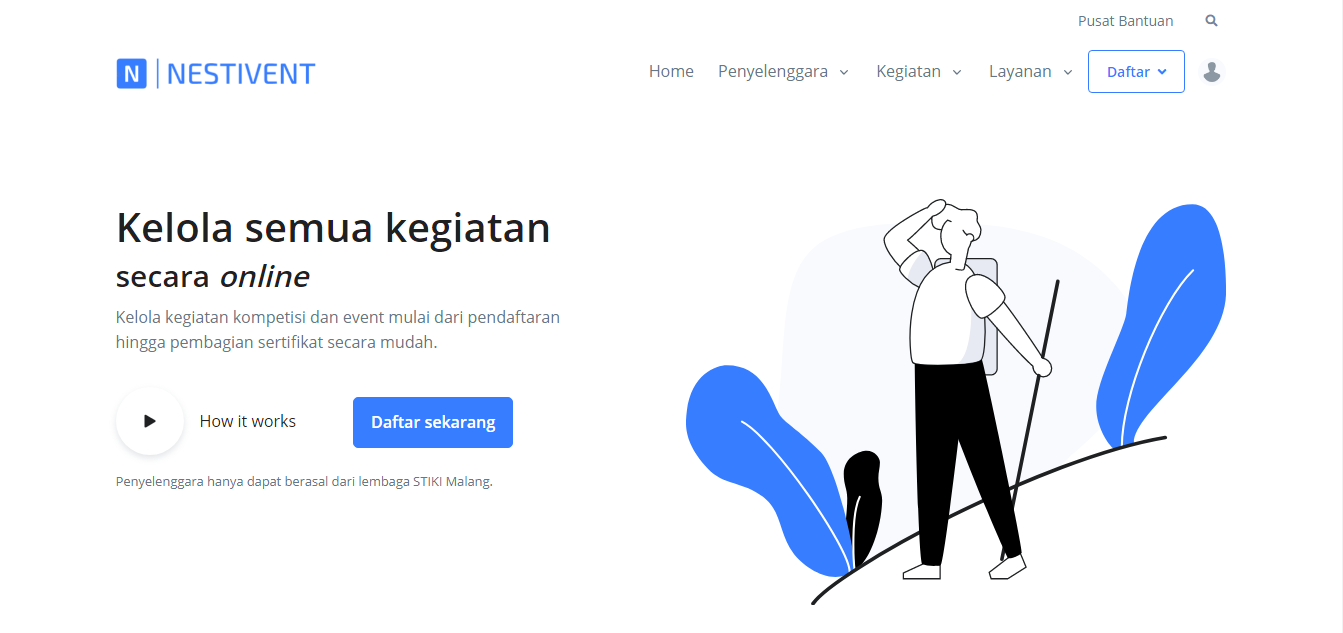 Pusat Bantuan
N | NESTIVENT
Home Penyelenggara Kegiatan Layanan Daftar
Kelola semua kegiatan
secara online
Kelola kegiatan kompetisi dan event mulai dari pendaftaran
hingga pembagian sertifikat secara mudah.
How it works Daftar sekarang
Penyelenggara hanya dapat berasal dari lembaga STIKI Malang.